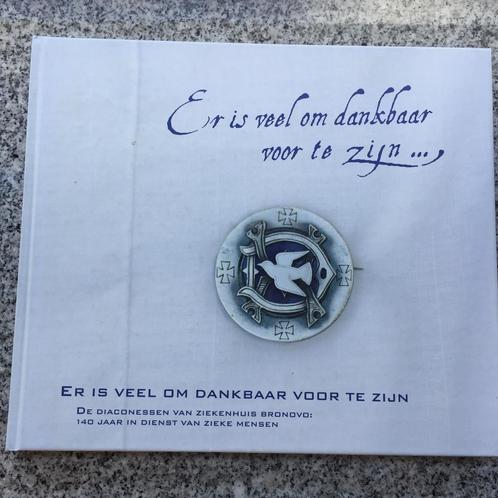 Er is veel om dankbaar
voor te zijn ...,
ER IS VEEL OM DANKBAAR VOOR TE ZIJN
DE DIACONESSEN VAN ZIEKENHUIS BRONOVO:
140 JAAR IN DIENST VAN ZIEKE MENSEN